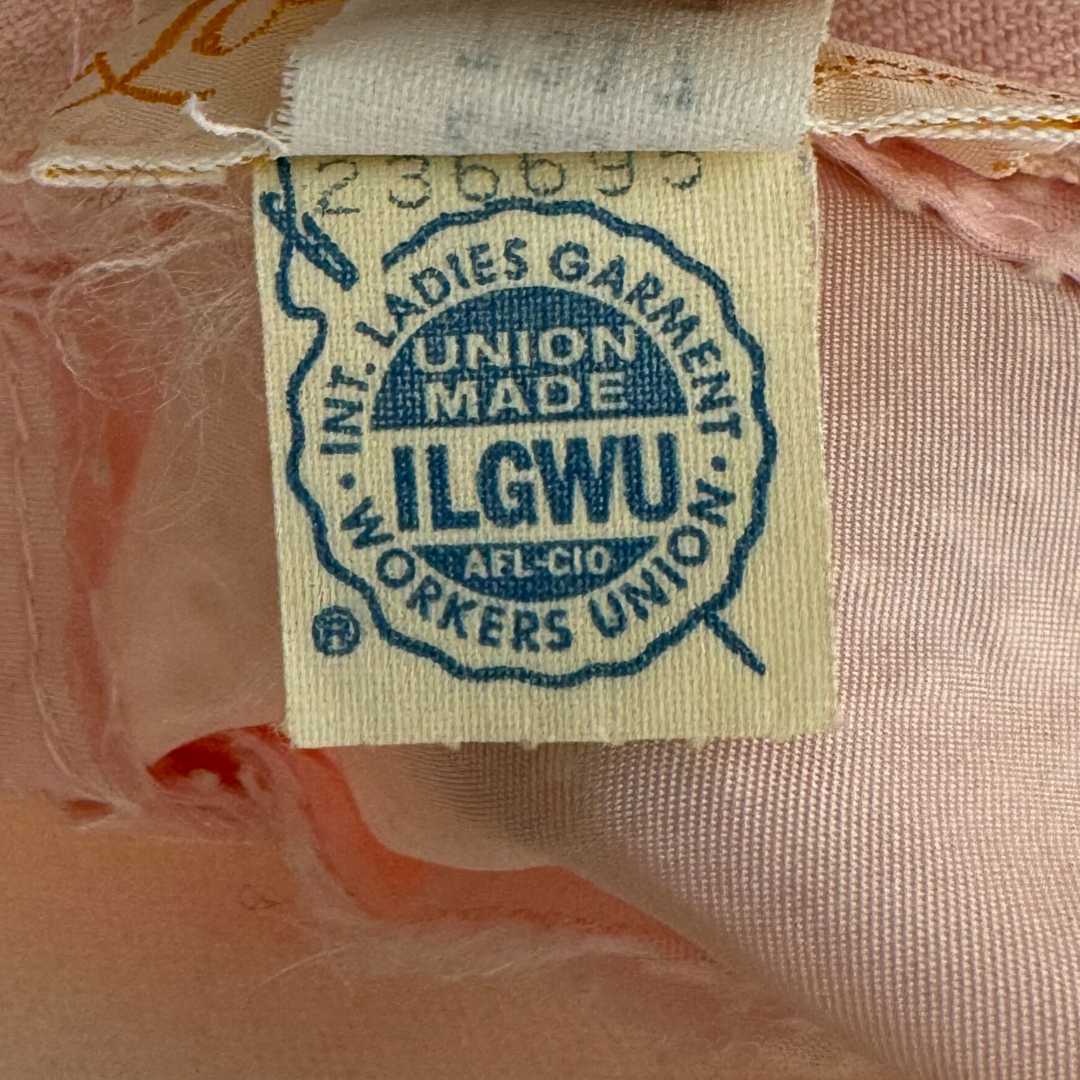 236695
INT. LADIES GARMENT
UNION
MADE
ILGWU
AFL-CIO
· WORKERS UNION ·
®